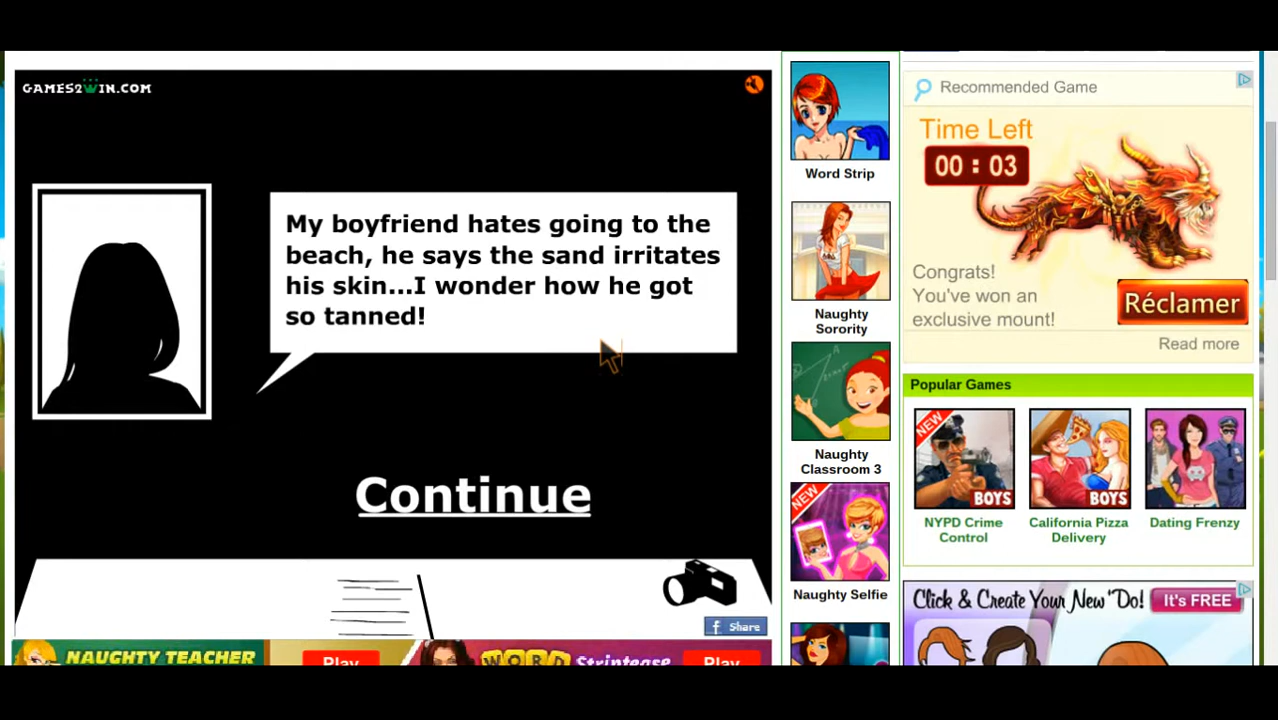 GAMES2WIN.COM
My boyfriend hates going to the
beach, he says the sand irritates
his skin...I wonder how he got
so tanned!
Continue
Share
NAUGHTY TEACHER
Play
WORD Striptease
Play
Word Strip
Naughty
Sorority
Naughty
Classroom 3
NEW
Naughty Selfie
Recommended Game
Time Left
00 : 03
Congrats!
You've won an
exclusive mount!
Réclamer
Read more
Popular Games
NEW
BOYS
BOYS
NYPD Crime
Control
California Pizza
Delivery
Dating Frenzy
Click & Create Your New 'Do!
It's FREE